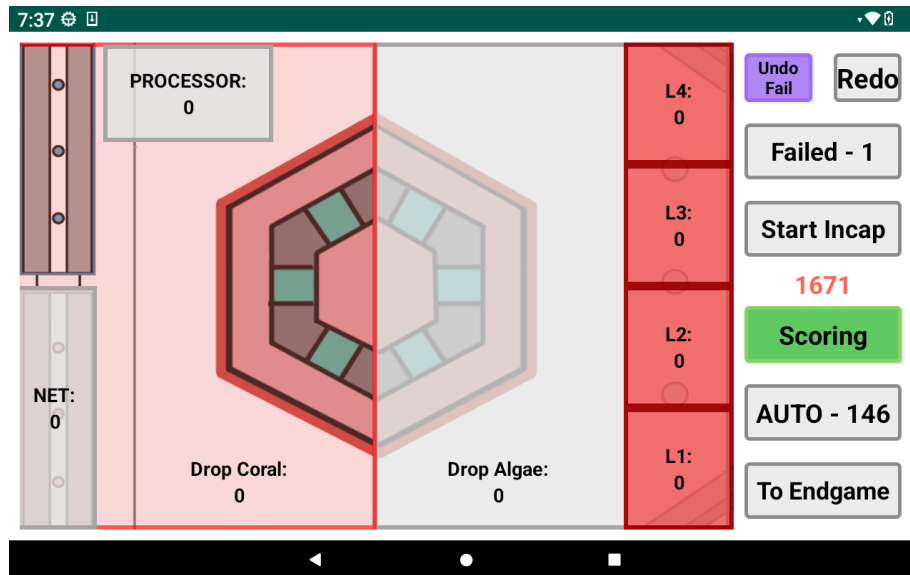 7:37
PROCESSOR:
0
NET:
0
Drop Coral:
0
Drop Algae:
0
L4:
0
L3:
0
L2:
0
L1:
0
Undo
Fail
Redo
Failed - 1
Start Incap
1671
Scoring
AUTO - 146
To Endgame